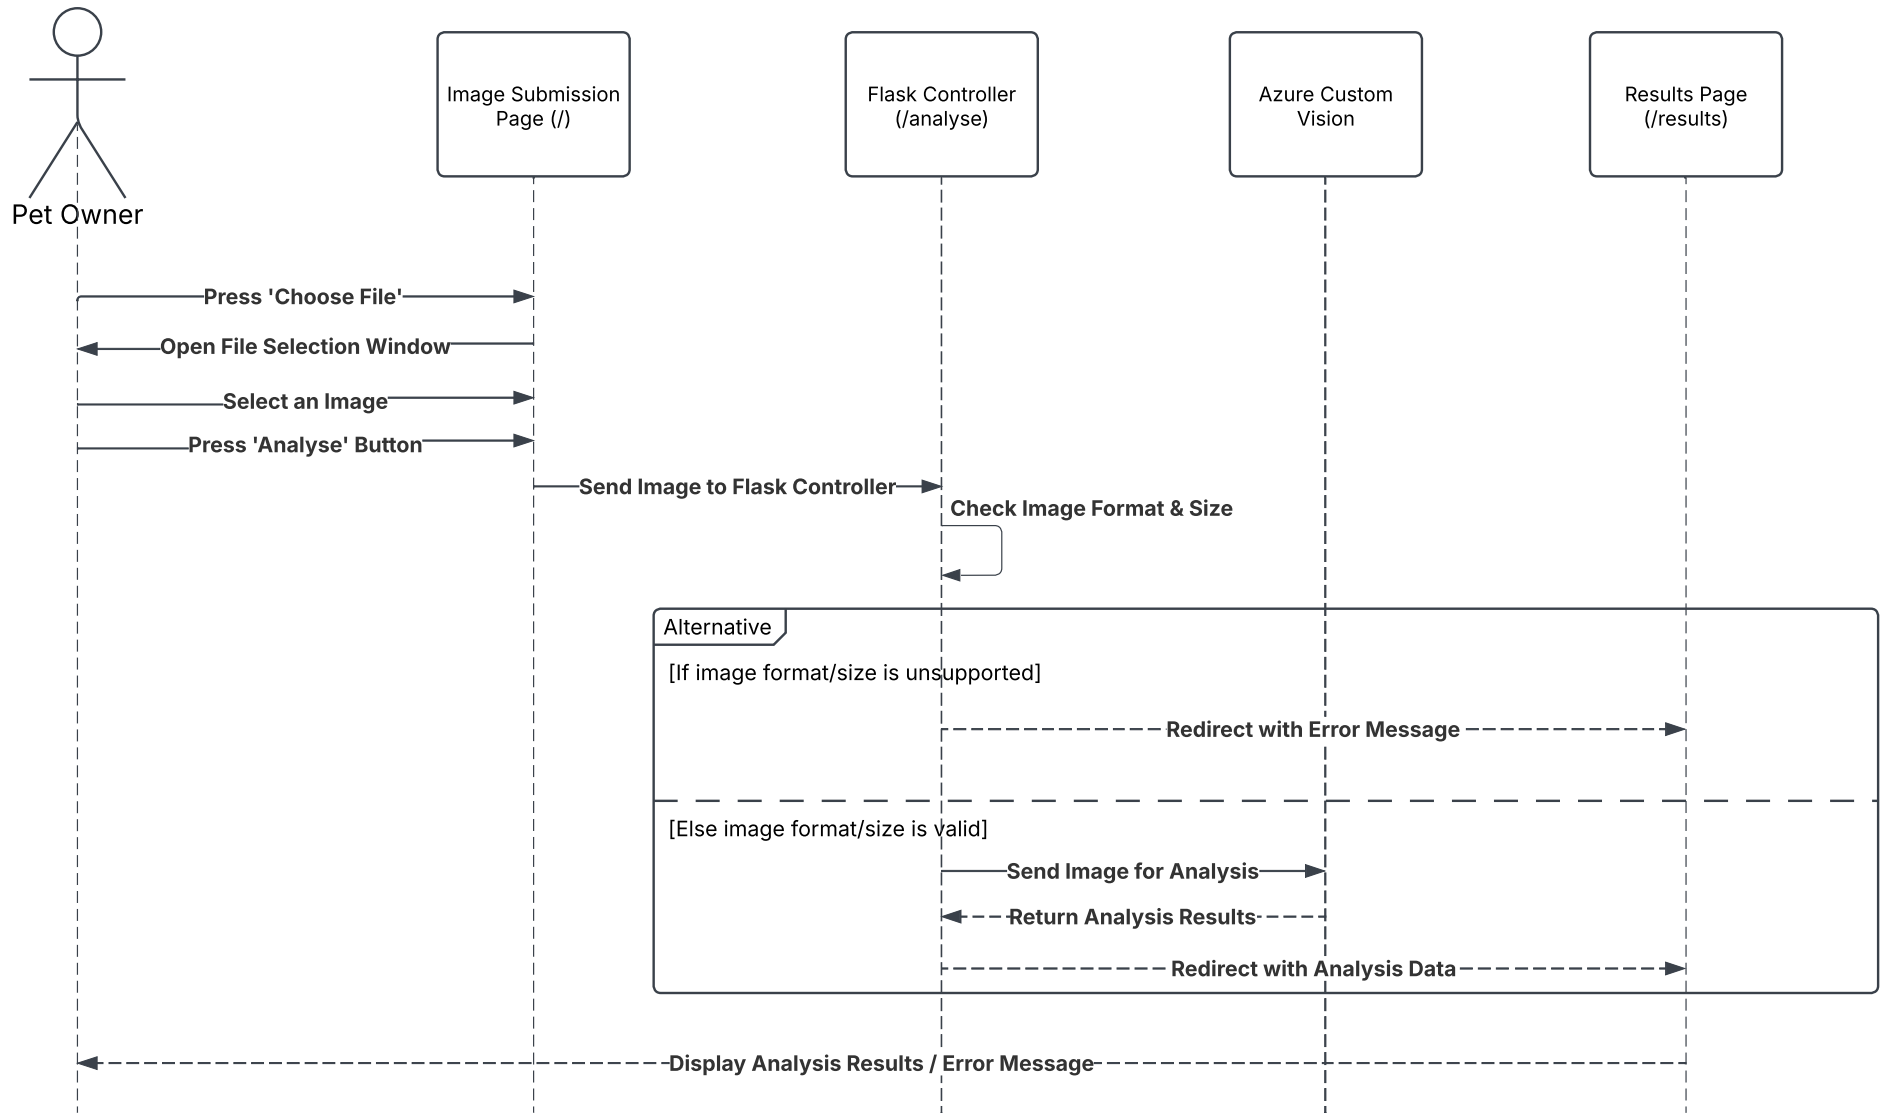 Image Submission
Page (/)
Flask Controller
(/analyse)
Azure Custom
Vision
Results Page
(/results)
Pet Owner
Press 'Choose File'
Open File Selection Window
Select an Image
Press 'Analyse' Button
Send Image to Flask Controller
Check Image Format & Size
Alternative
[If image format/size is unsupported]
Redirect with Error Message
[Else image format/size is valid]
Send Image for Analysis
Return Analysis Results
Redirect with Analysis Data
Display Analysis Results / Error Message